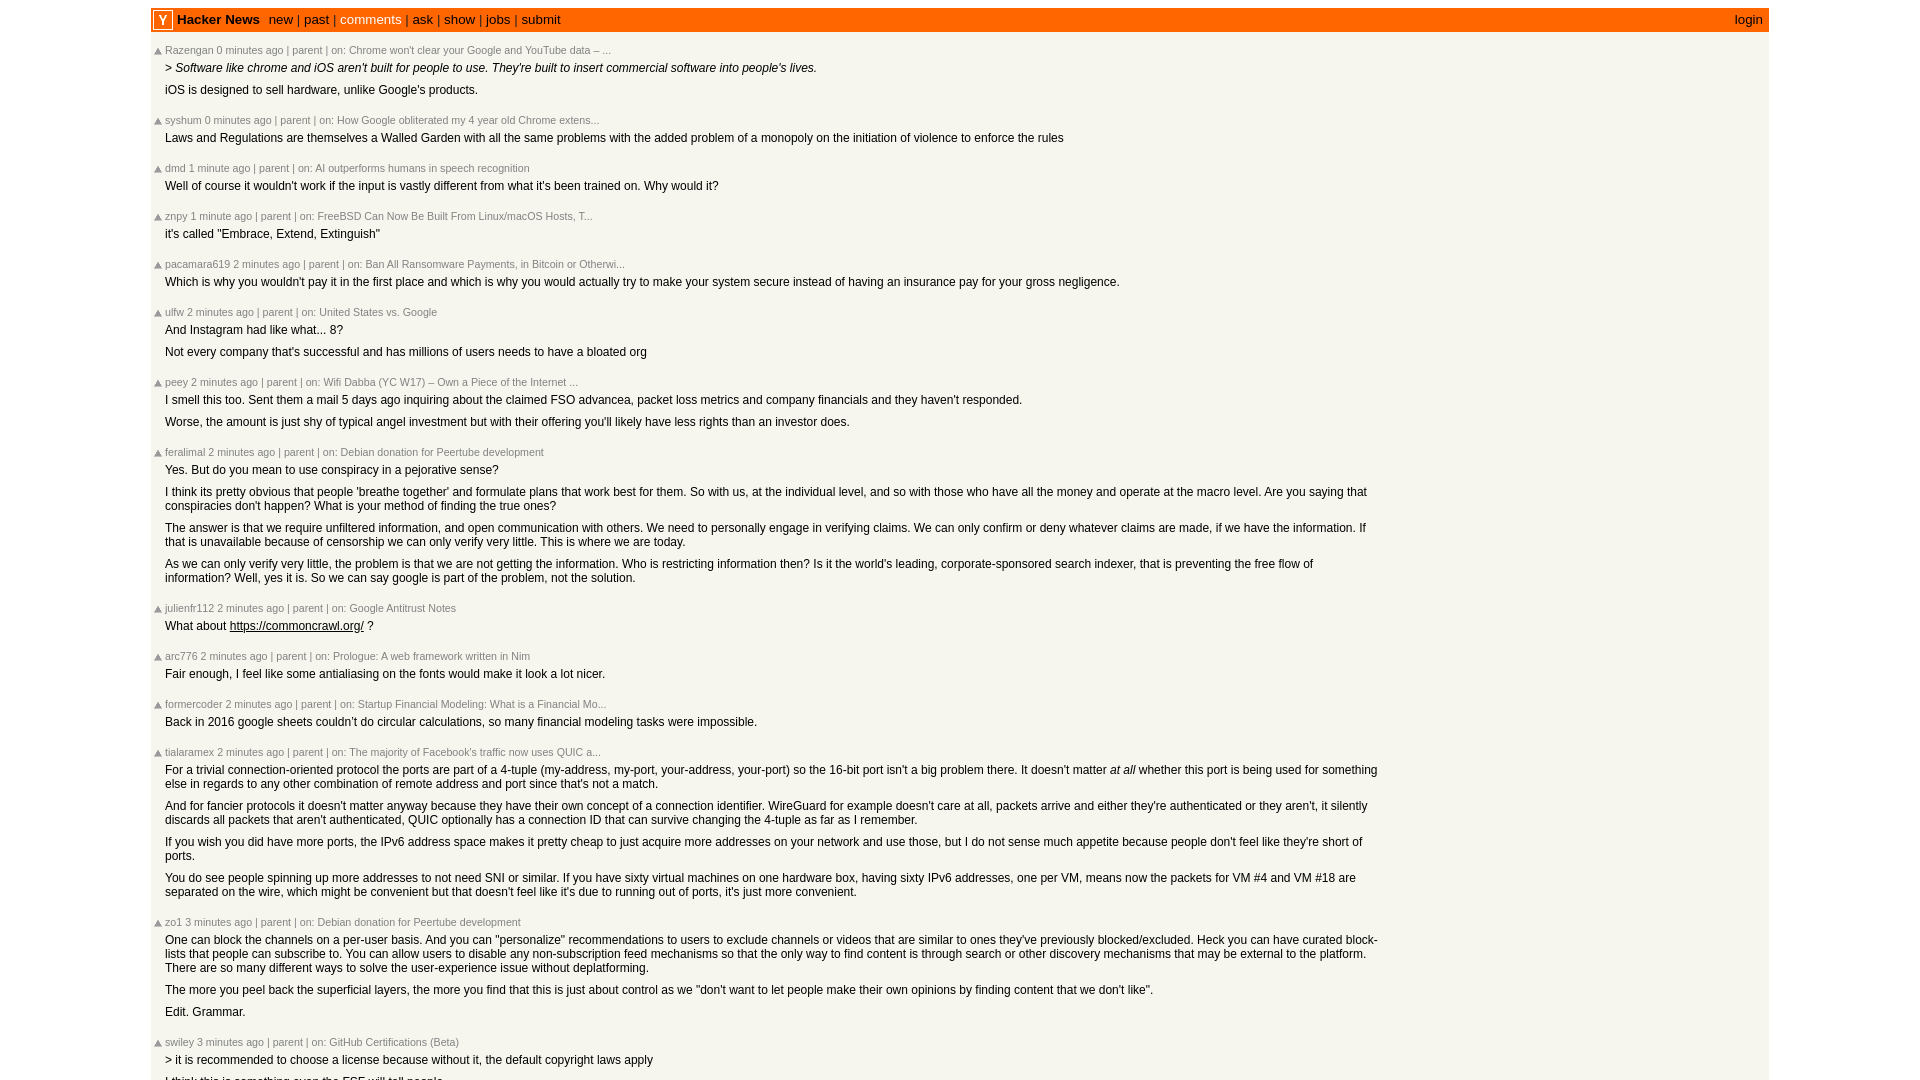 Y Hacker News new | past | comments | ask | show | jobs | submit login
Razengan 0 minutes ago | parent | on: Chrome won't clear your Google and YouTube data – ...
> Software like chrome and iOS aren't built for people to use. They're built to insert commercial software into people's lives.
iOS is designed to sell hardware, unlike Google's products.
syshum 0 minutes ago | parent | on: How Google obliterated my 4 year old Chrome extens...
Laws and Regulations are themselves a Walled Garden with all the same problems with the added problem of a monopoly on the initiation of violence to enforce the rules
dmd 1 minute ago | parent | on: AI outperforms humans in speech recognition
Well of course it wouldn't work if the input is vastly different from what it's been trained on. Why would it?
znpy 1 minute ago | parent | on: FreeBSD Can Now Be Built From Linux/macOS Hosts, T...
it's called "Embrace, Extend, Extinguish"
pacamara619 2 minutes ago | parent | on: Ban All Ransomware Payments, in Bitcoin or Otherwi...
Which is why you wouldn't pay it in the first place and which is why you would actually try to make your system secure instead of having an insurance pay for your gross negligence.
ulfw 2 minutes ago | parent | on: United States vs. Google
And Instagram had like what... 8?
Not every company that's successful and has millions of users needs to have a bloated org
peey 2 minutes ago | parent | on: Wifi Dabba (YC W17) – Own a Piece of the Internet ...
I smell this too. Sent them a mail 5 days ago inquiring about the claimed FSO advancea, packet loss metrics and company financials and they haven't responded.
Worse, the amount is just shy of typical angel investment but with their offering you'll likely have less rights than an investor does.
feralimal 2 minutes ago | parent | on: Debian donation for Peertube development
Yes. But do you mean to use conspiracy in a pejorative sense?
I think its pretty obvious that people 'breathe together' and formulate plans that work best for them. So with us, at the individual level, and so with those who have all the money and operate at the macro level. Are you saying that
conspiracies don't happen? What is your method of finding the true ones?
The answer is that we require unfiltered information, and open communication with others. We need to personally engage in verifying claims. We can only confirm or deny whatever claims are made, if we have the information. If
that is unavailable because of censorship we can only verify very little. This is where we are today.
As we can only verify very little, the problem is that we are not getting the information. Who is restricting information then? Is it the world's leading, corporate-sponsored search indexer, that is preventing the free flow of
information? Well, yes it is. So we can say google is part of the problem, not the solution.
julienfr112 2 minutes ago | parent | on: Google Antitrust Notes
What about https://commoncrawl.org/ ?
arc776 2 minutes ago | parent | on: Prologue: A web framework written in Nim
Fair enough, I feel like some antialiasing on the fonts would make it look a lot nicer.
formercoder 2 minutes ago | parent | on: Startup Financial Modeling: What is a Financial Mo...
Back in 2016 google sheets couldn’t do circular calculations, so many financial modeling tasks were impossible.
tialaramex 2 minutes ago | parent | on: The majority of Facebook's traffic now uses QUIC a...
For a trivial connection-oriented protocol the ports are part of a 4-tuple (my-address, my-port, your-address, your-port) so the 16-bit port isn't a big problem there. It doesn't matter at all whether this port is being used for something
else in regards to any other combination of remote address and port since that's not a match.
And for fancier protocols it doesn't matter anyway because they have their own concept of a connection identifier. WireGuard for example doesn't care at all, packets arrive and either they're authenticated or they aren't, it silently
discards all packets that aren't authenticated, QUIC optionally has a connection ID that can survive changing the 4-tuple as far as I remember.
If you wish you did have more ports, the IPv6 address space makes it pretty cheap to just acquire more addresses on your network and use those, but I do not sense much appetite because people don't feel like they're short of
ports.
You do see people spinning up more addresses to not need SNI or similar. If you have sixty virtual machines on one hardware box, having sixty IPv6 addresses, one per VM, means now the packets for VM #4 and VM #18 are
separated on the wire, which might be convenient but that doesn't feel like it's due to running out of ports, it's just more convenient.
zo1 3 minutes ago | parent | on: Debian donation for Peertube development
One can block the channels on a per-user basis. And you can "personalize" recommendations to users to exclude channels or videos that are similar to ones they've previously blocked/excluded. Heck you can have curated block-
lists that people can subscribe to. You can allow users to disable any non-subscription feed mechanisms so that the only way to find content is through search or other discovery mechanisms that may be external to the platform.
There are so many different ways to solve the user-experience issue without deplatforming.
The more you peel back the superficial layers, the more you find that this is just about control as we "don't want to let people make their own opinions by finding content that we don't like".
Edit. Grammar.
swiley 3 minutes ago | parent | on: GitHub Certifications (Beta)
> it is recommended to choose a license because without it, the default copyright laws apply
I think this is something even the FSF will tell people.